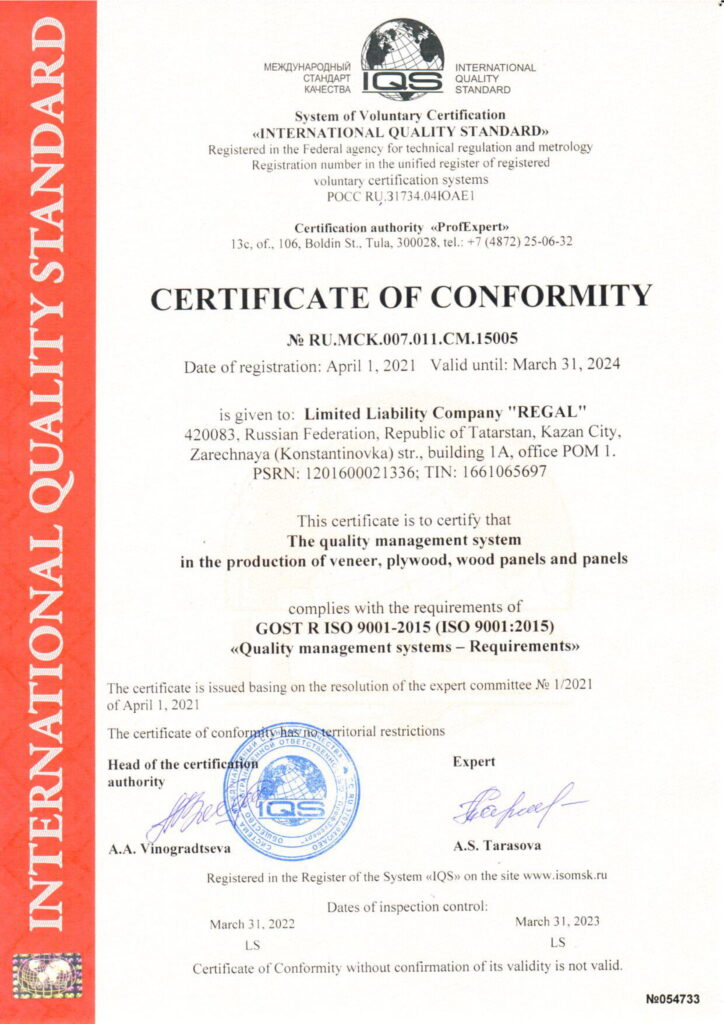 INTERNATIONAL QUALITY STANDARD
МЕЖДУНАРОДНЫЙ
СТАНДАРТ
КАЧЕСТВА
IQS
INTERNATIONAL
QUALITY
STANDARD
System of Voluntary Certification
«INTERNATIONAL QUALITY STANDARD»
Registered in the Federal agency for technical regulation and metrology
Registration number in the unified register of registered
voluntary certification systems
РОСС RU.31734.04ЮАЕ1
Certification authority «ProfExpert»
13c, of., 106, Boldin St., Tula, 300028, tel.: +7 (4872) 25-06-32
CERTIFICATE OF CONFORMITY
№ RU.MCK.007.011.CM.15005
Date of registration: April 1, 2021 Valid until: March 31, 2024
is given to: Limited Liability Company "REGAL"
420083, Russian Federation, Republic of Tatarstan, Kazan City,
Zarechnaya (Konstantinovka) str., building 1A, office POM 1.
PSRN: 1201600021336; TIN: 1661065697
This certificate is to certify that
The quality management system
in the production of veneer, plywood, wood panels and panels
complies with the requirements of
GOST R ISO 9001-2015 (ISO 9001:2015)
«Quality management systems – Requirements»
The certificate is issued basing on the resolution of the expert committee № 1/2021
of April 1, 2021
The certificate of conformity has no territorial restrictions
Head of the certification
authority
Expert
IQS
A.A. Vinogradtseva
A.S. Tarasova
Registered in the Register of the System «IQS» on the site www.isomsk.ru
Dates of inspection control:
March 31, 2022
March 31, 2023
LS
LS
Certificate of Conformity without confirmation of its validity is not valid.
№054733